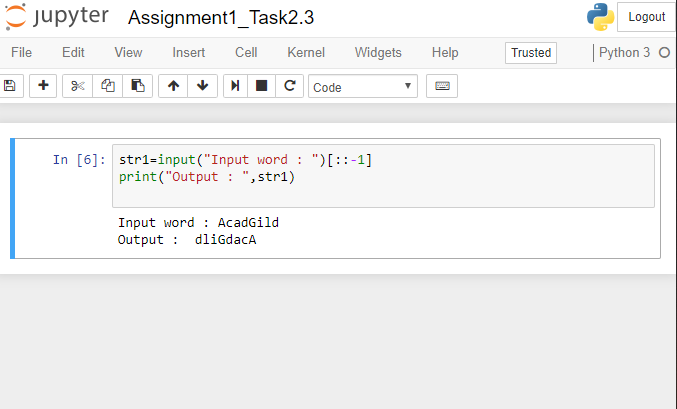 jupyter Assignment1_Task2.3 Logout
File Edit View Insert Cell Kernel Widgets Help Trusted Python 3
Code
In [6]: str1=input("Input word : ")[::-1]
print("Output : ",str1)
Input word : AcadGild
Output :  dliGdacA